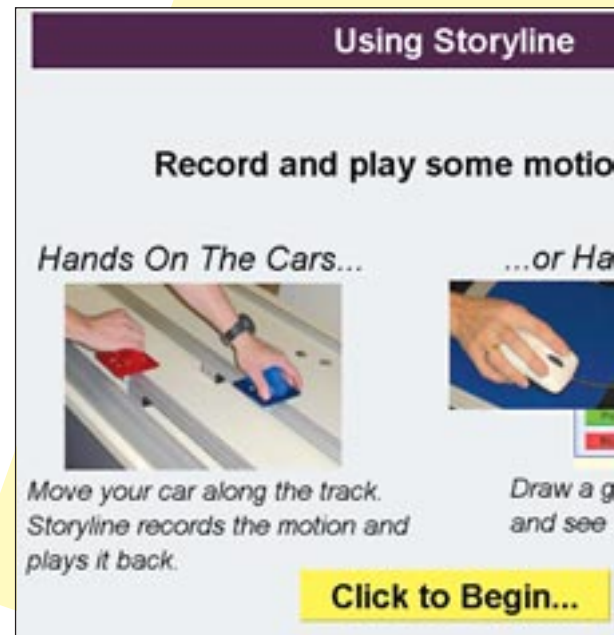 Using Storyline
Record and play some motio
Hands On The Cars...
...or Ha
Move your car along the track.
Storyline records the motion and
plays it back.
Draw a g
and see
Click to Begin...